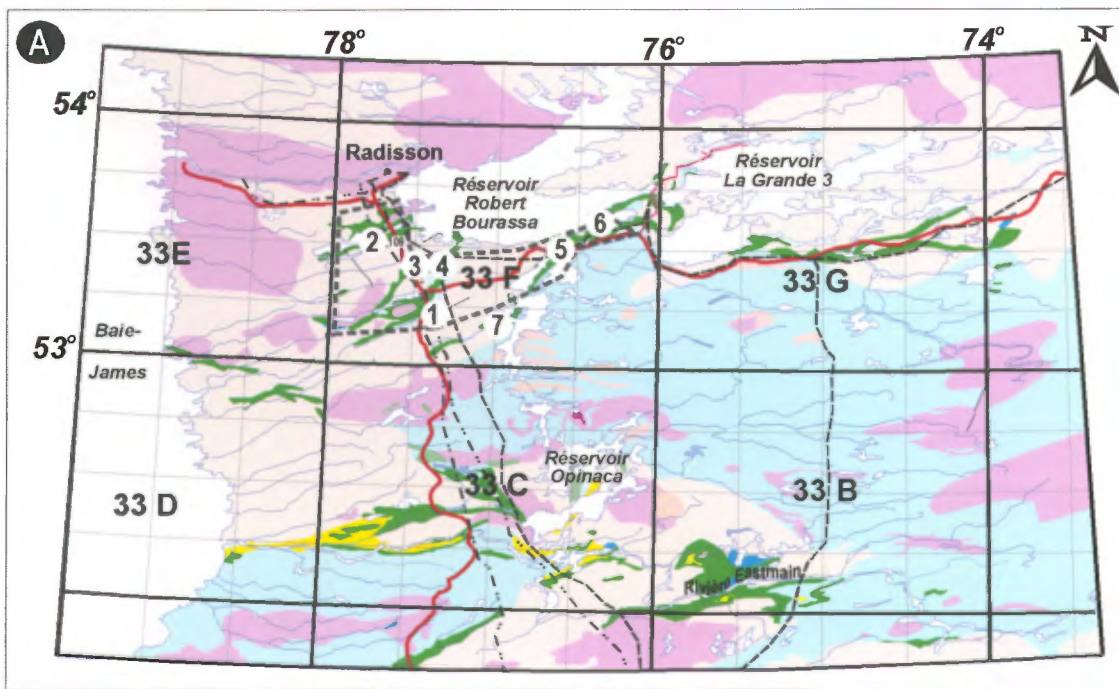 A
78°
76°
74°
N
54°
Radisson
Réservoir
Robert
Bourassa
Réservoir
La Grande 3
33E
2
3
4
33 F
5
6
33 G
1
7
53°
Baie-
James
Réservoir
Opinaca
33 D
33 C
33 B
Rivière Eastmain